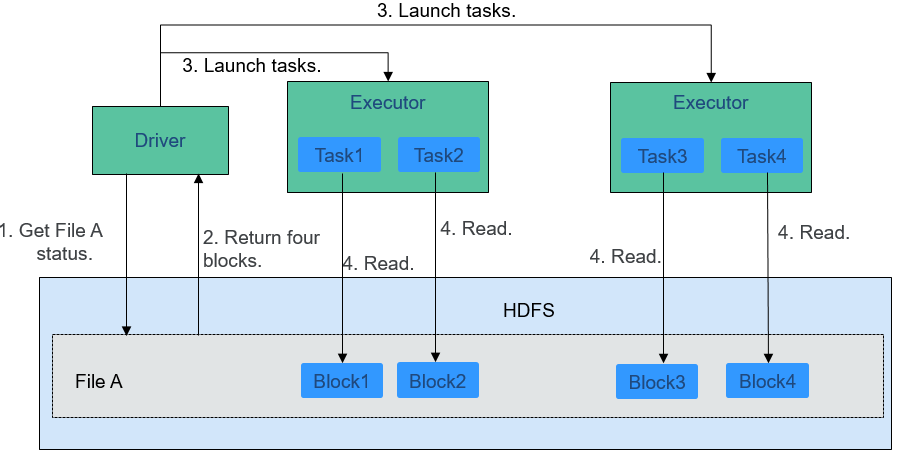 3. Launch tasks.
3. Launch tasks.
Executor
Executor
Driver
Task1
Task2
Task3
Task4
1. Get File A
status.
2. Return four
blocks.
4. Read.
4. Read.
4. Read.
4. Read.
HDFS
File A
Block1
Block2
Block3
Block4